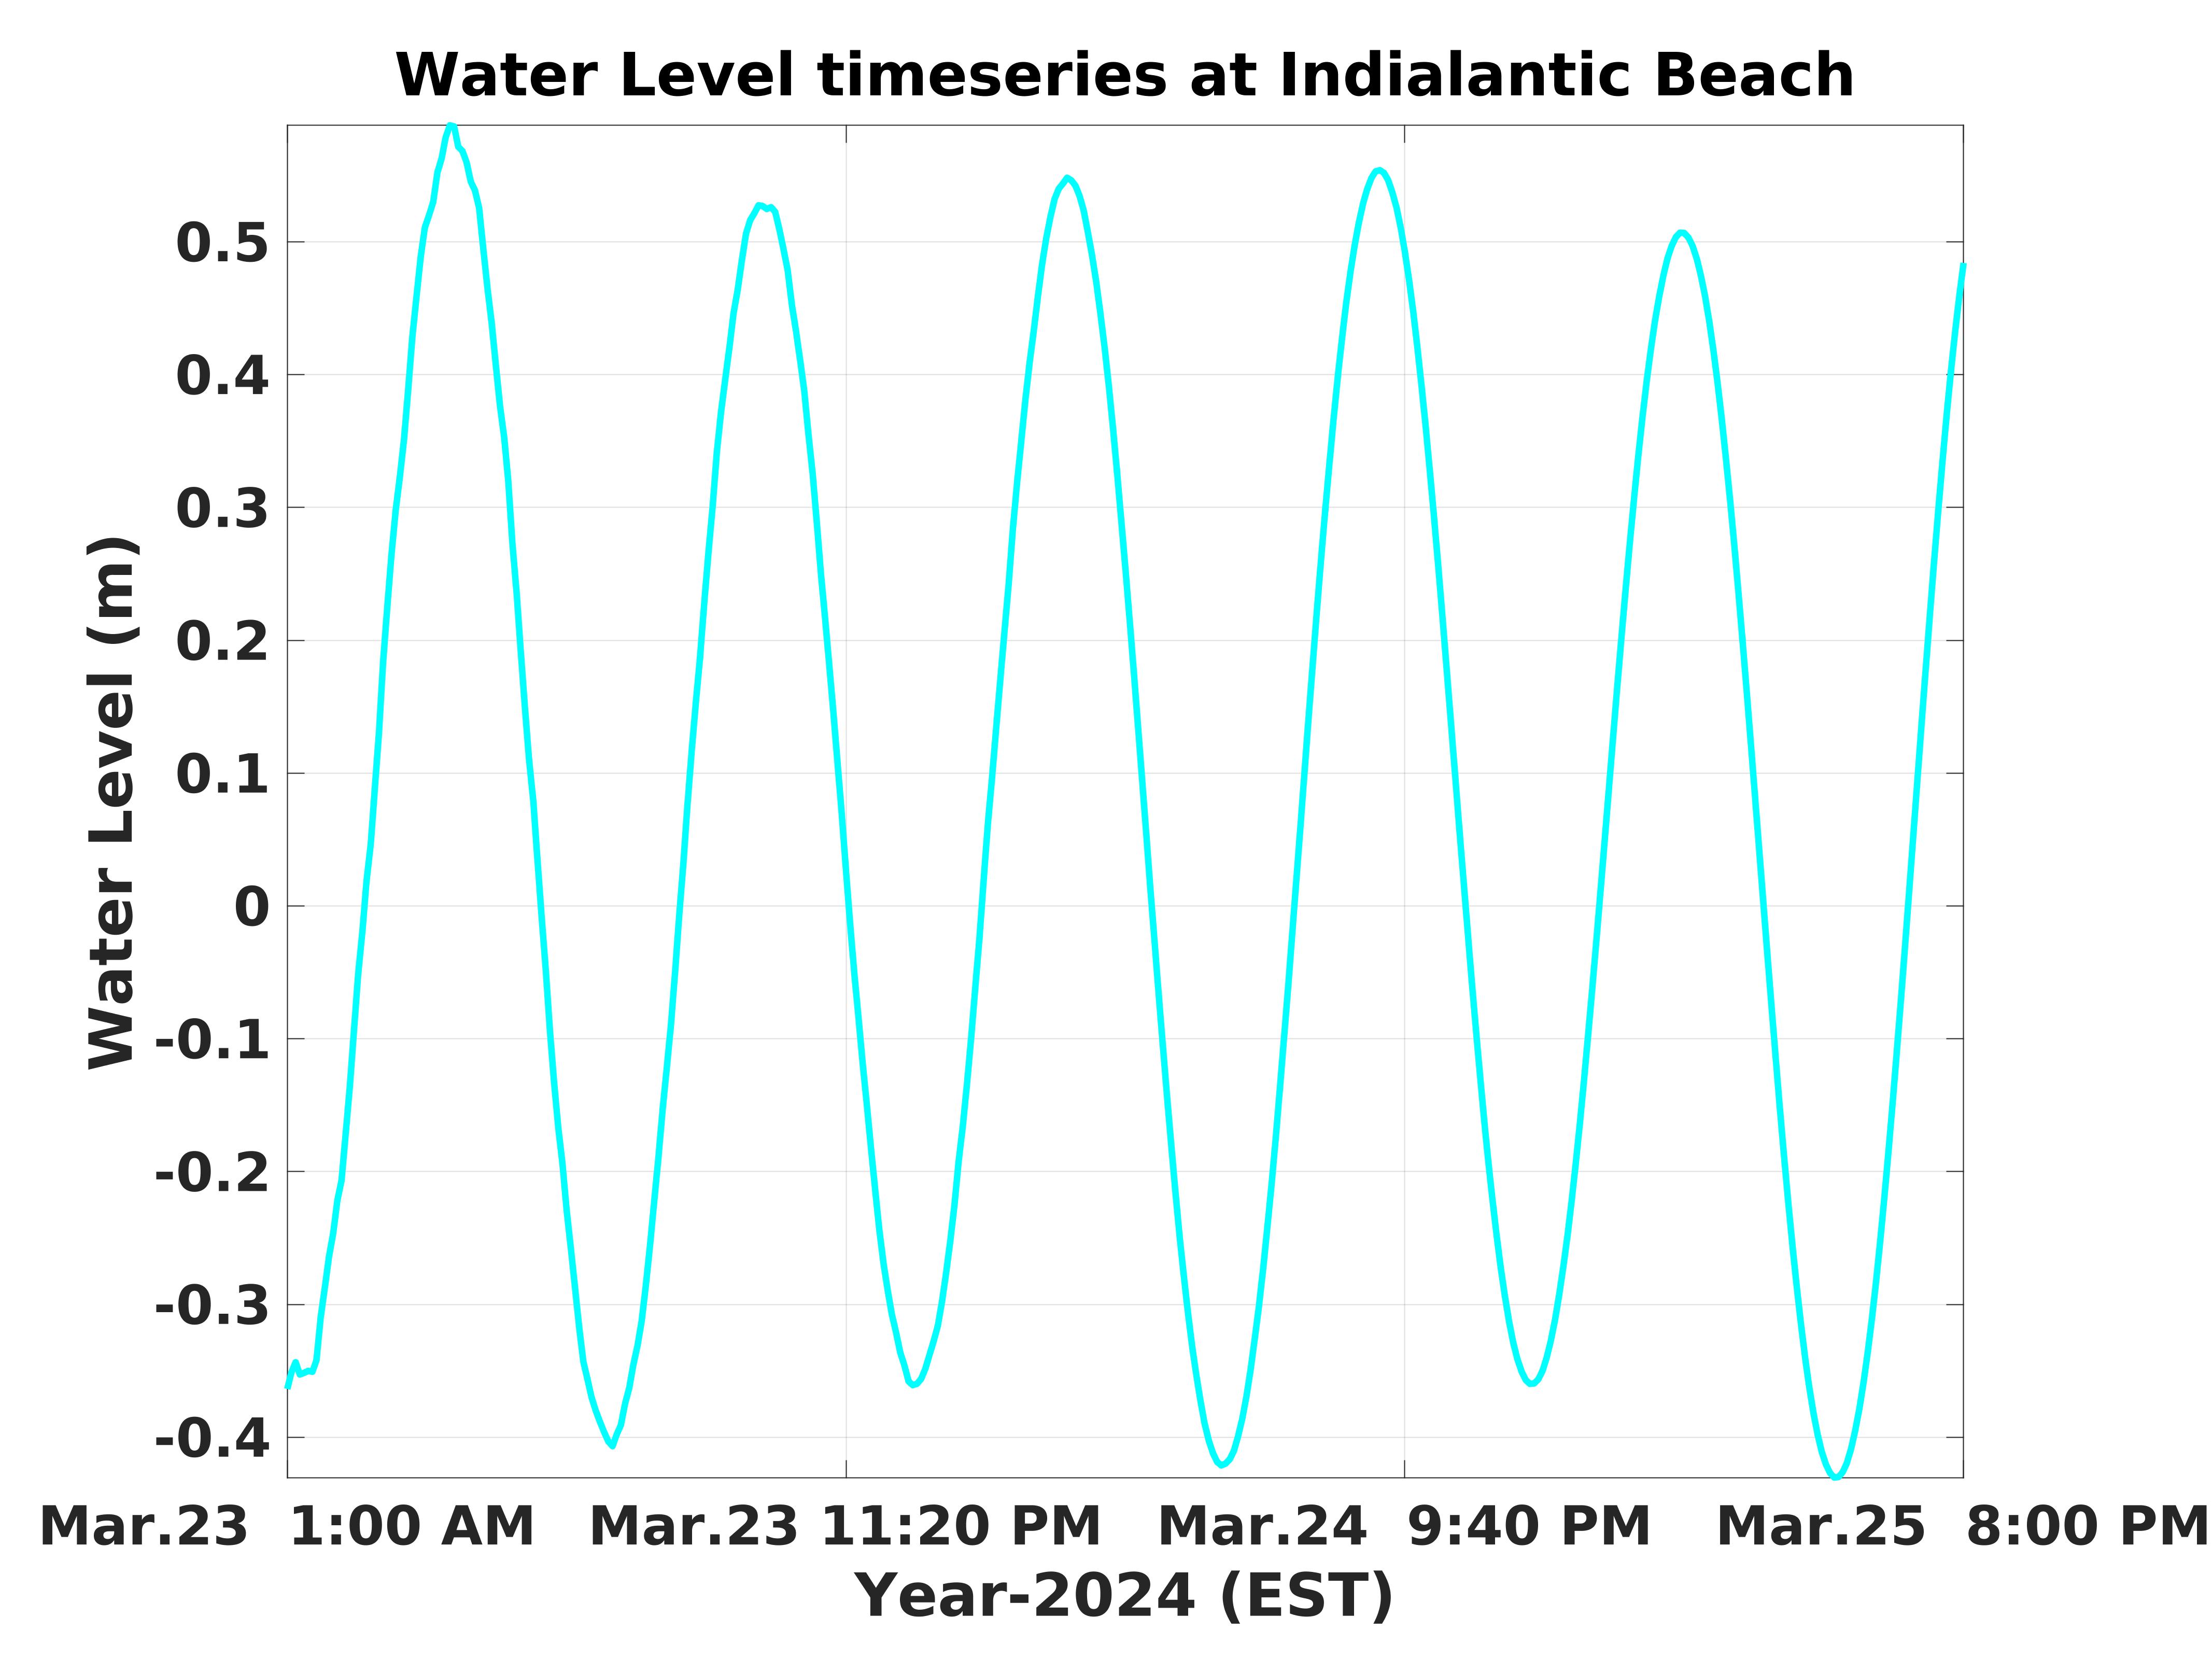 Water Level timeseries at Indialantic Beach
0.5
0.4
0.3
0.2
0.1
0
-0.1
-0.2
-0.3
-0.4
Water Level (m)
Mar.23 1:00 AM Mar.23 11:20 PM Mar.24 9:40 PM Mar.25 8:00 PM
Year-2024 (EST)